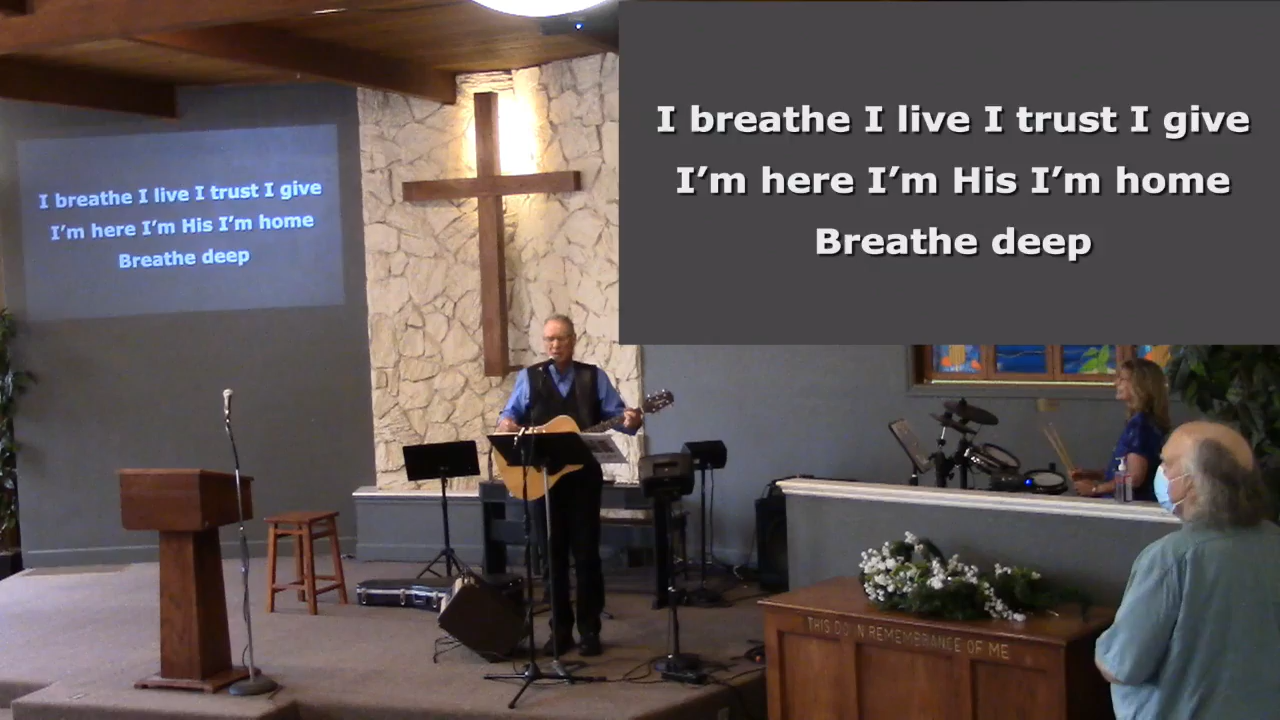 I breathe I live I trust I give
I’m here I’m His I’m home
Breathe deep
I breathe I live I trust I give
I’m here I’m His I’m home
Breathe deep
THIS DO IN REMEMBRANCE OF ME